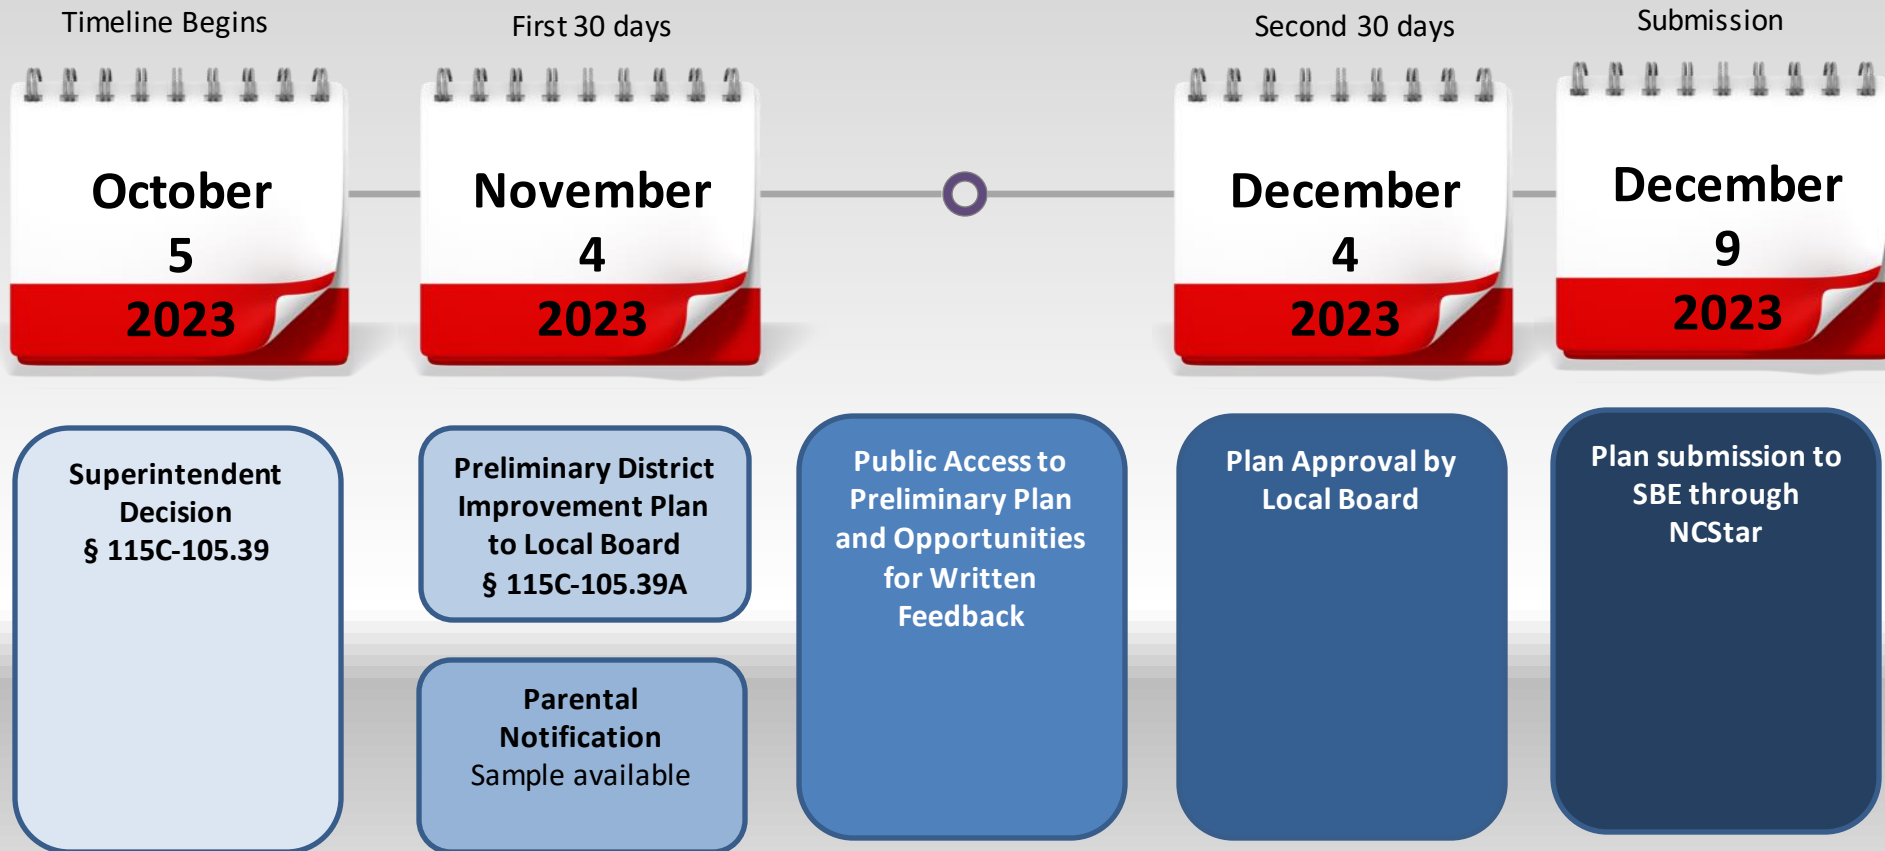 Timeline Begins
First 30 days
Second 30 days
Submission
October
5
2023
November
4
2023
December
4
2023
December
9
2023
Superintendent
Decision
§ 115C-105.39
Preliminary District
Improvement Plan
to Local Board
§ 115C-105.39A
Parental
Notification
Sample available
Public Access to
Preliminary Plan
and Opportunities
for Written
Feedback
Plan Approval by
Local Board
Plan submission to
SBE through
NCStar